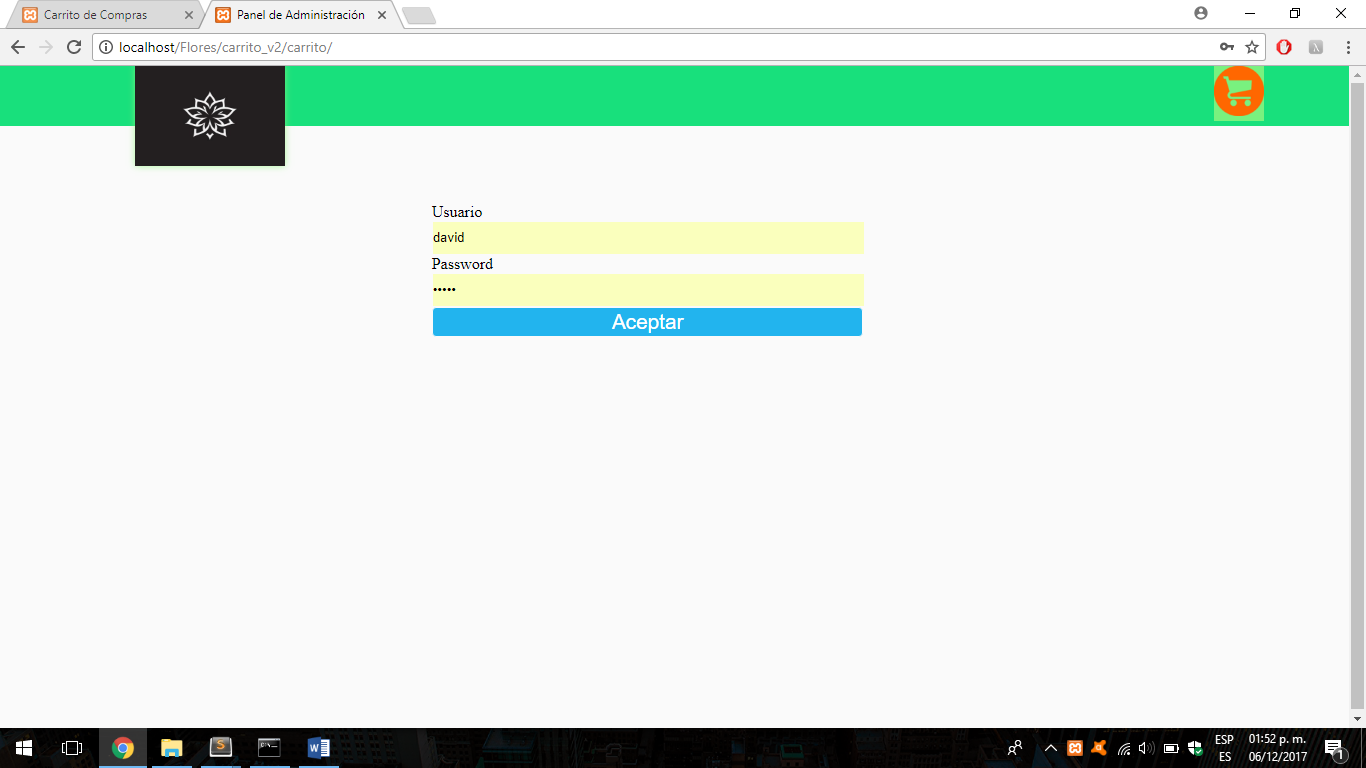 Carrito de Compras
Panel de Administración
localhost/Flores/carrito_v2/carrito/
Usuario
david
Password
•••••
Aceptar
ESP
ES
01:52 p. m.
06/12/2017
1